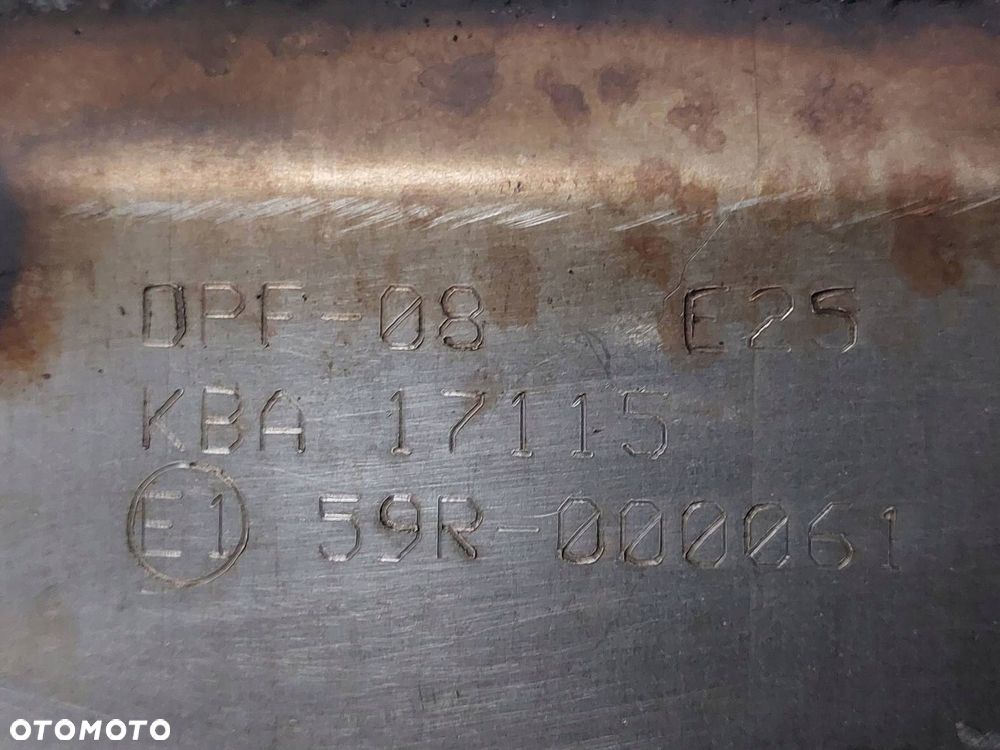 DPF-08 E25
KBA 17115
E1 59R-000061
OTOMOTO